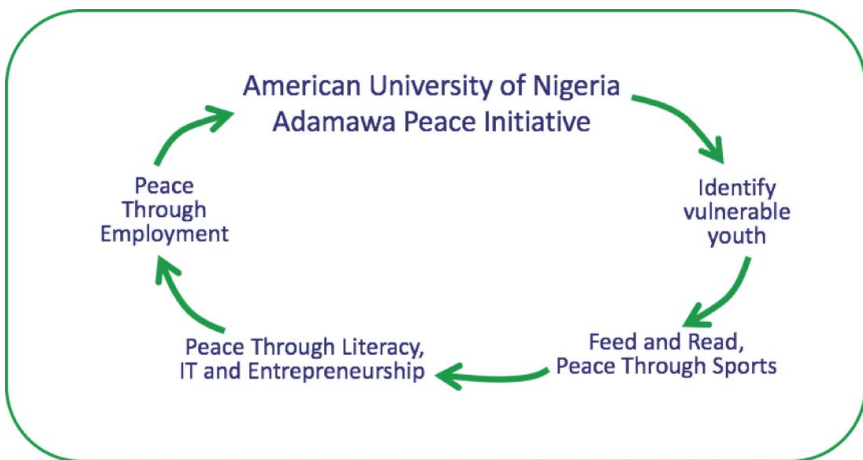 American University of Nigeria
Adamawa Peace Initiative
Identify
vulnerable
youth
Feed and Read,
Peace Through Sports
Peace Through Literacy,
IT and Entrepreneurship
Peace
Through
Employment